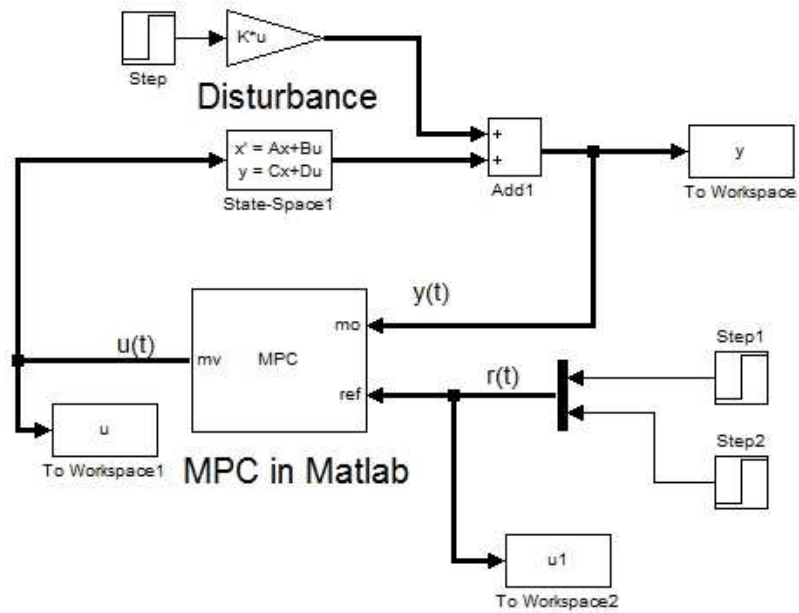 K*u
Step
Disturbance
x' = Ax+Bu
y = Cx+Du
State-Space1
+
+
Add1
y
To Workspace
y(t)
mo
u(t)
mv
MPC
ref
r(t)
Step1
Step2
u
To Workspace1
MPC in Matlab
u1
To Workspace2